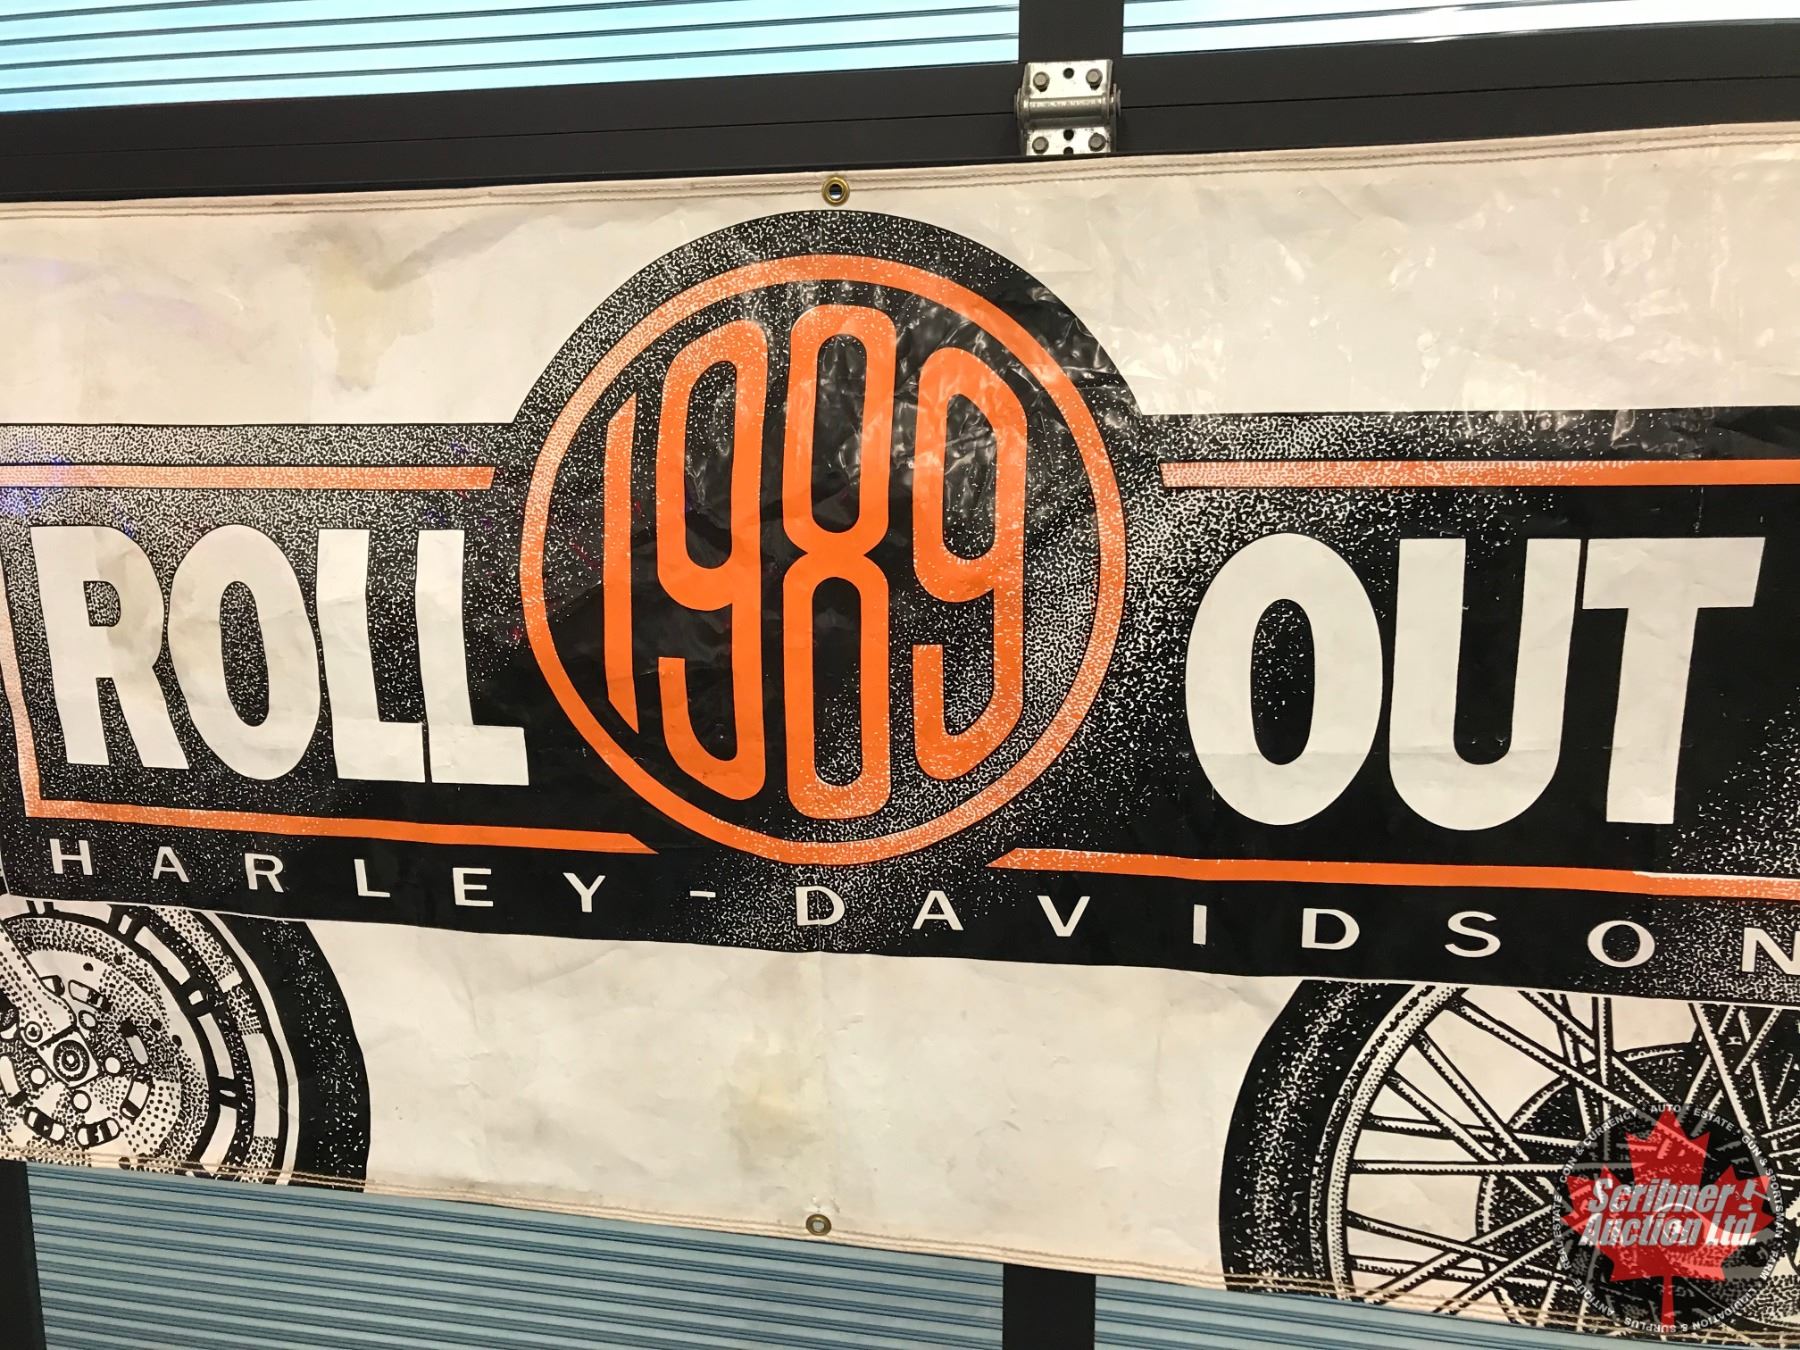 ROLL 1989 OUT
HARLEY-DAVIDSON
Scribner
Auction Ltd.